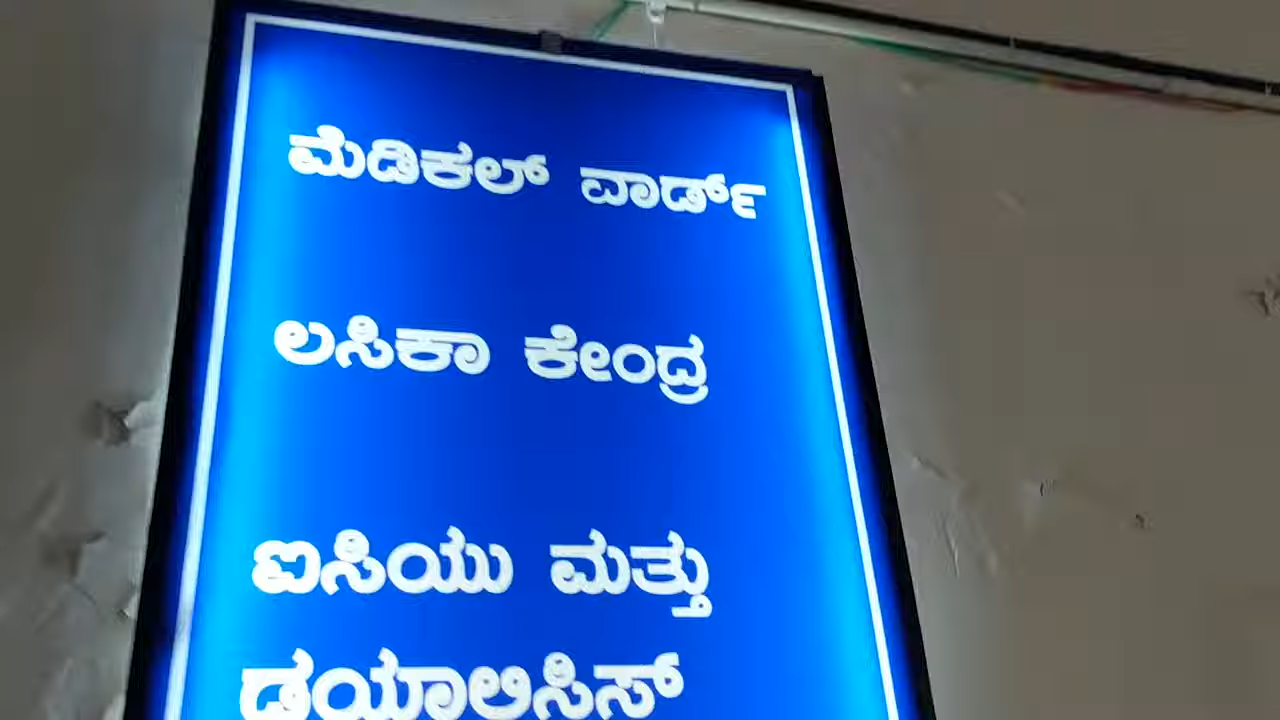 ಮೆಡಿಕಲ್ ವಾರ್ಡ್
ಲಸಿಕಾ ಕೇಂದ್ರ
ಐಸಿಯು ಮತ್ತು
ಡಯಾಲಿಸಿಸ್